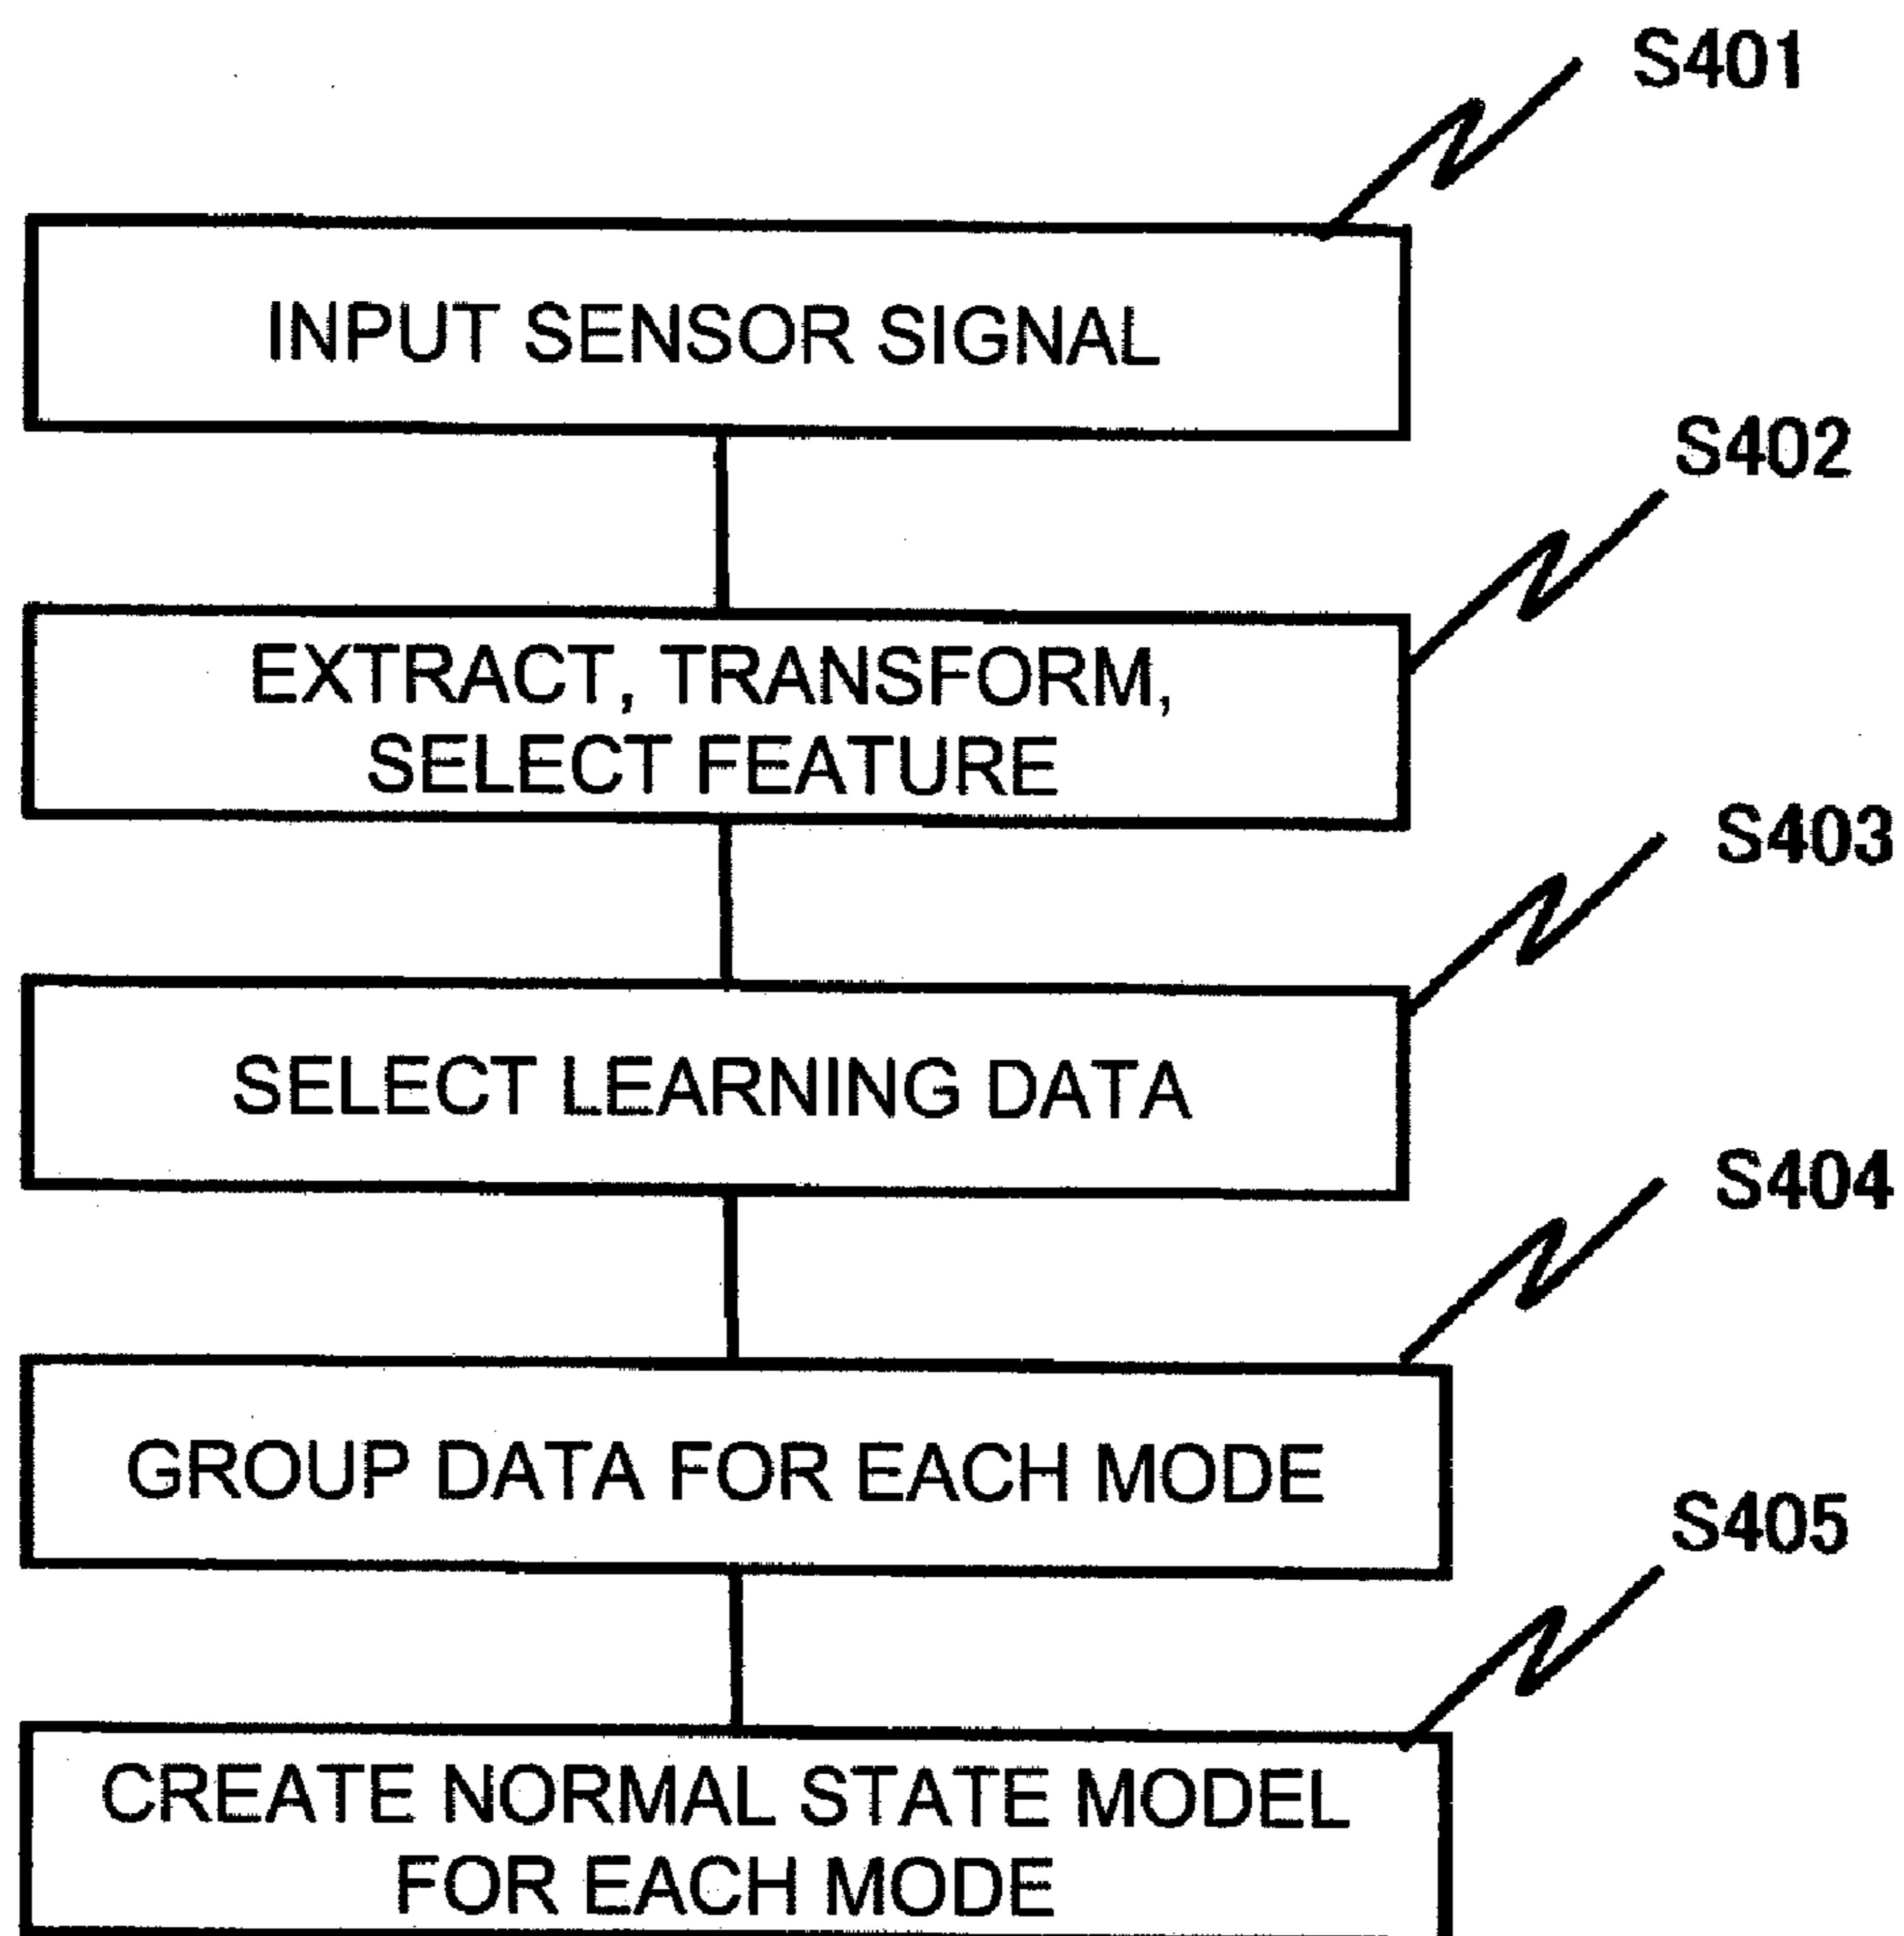 S401
INPUT SENSOR SIGNAL
S402
EXTRACT, TRANSFORM,
SELECT FEATURE
S403
SELECT LEARNING DATA
S404
GROUP DATA FOR EACH MODE
S405
CREATE NORMAL STATE MODEL
FOR EACH MODE